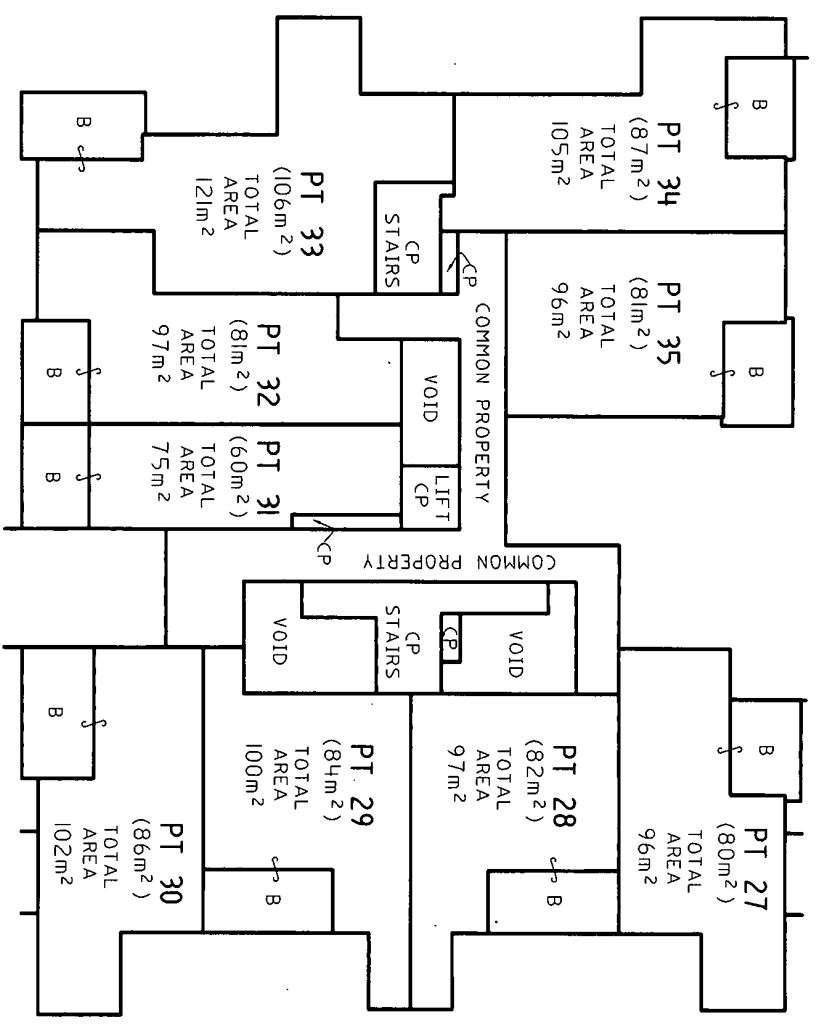 B
PT 34
(87m²)
TOTAL
AREA
105m²
PT 35
(81m²)
TOTAL
AREA
96m²
B
B
PT 33
(106m²)
TOTAL
AREA
121m²
CP
STAIRS
CP
COMMON PROPERTY
PT 32
(81m²)
TOTAL
AREA
97m²
B
VOID
PT 31
(60m²)
TOTAL
AREA
75m²
B
LIFT
CP
CP
COMMON PROPERTY
VOID
CP
STAIRS
CP
VOID
B
PT 30
(86m²)
TOTAL
AREA
102m²
PT 29
(84m²)
TOTAL
AREA
100m²
B
PT 28
(82m²)
TOTAL
AREA
97m²
B
B
PT 27
(80m²)
TOTAL
AREA
96m²